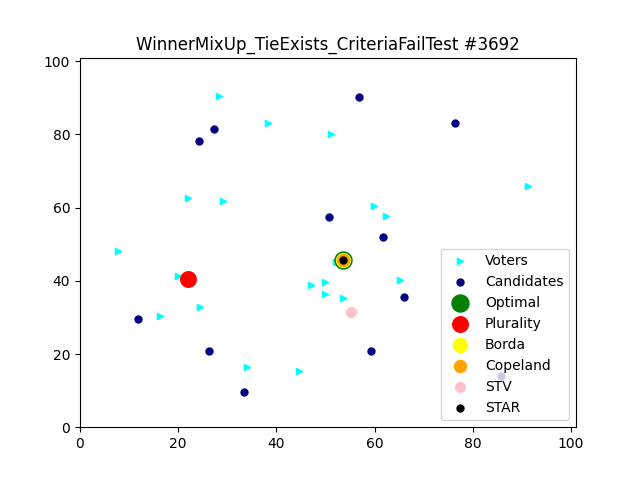 WinnerMixUp_TieExists_CriteriaFailTest #3692
100
80
60
40
20
0
0
20
40
60
80
100
Voters
Candidates
Optimal
Plurality
Borda
Copeland
STV
STAR